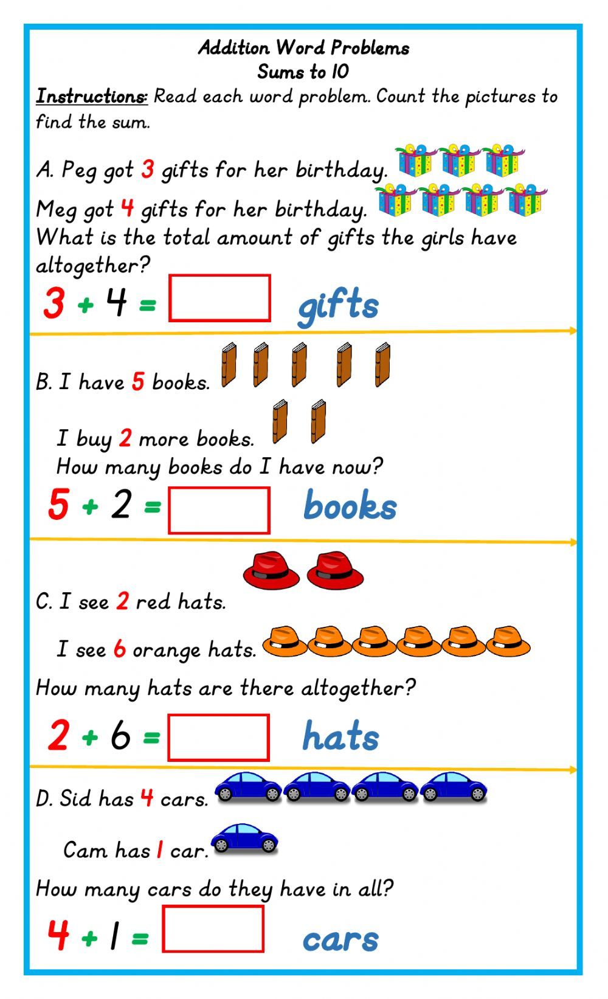 Addition Word Problems
Sums to 10
Instructions: Read each word problem. Count the pictures to
find the sum.
A. Peg got 3 gifts for her birthday.
Meg got 4 gifts for her birthday.
What is the total amount of gifts the girls have
altogether?
3 + 4 = gifts
B. I have 5 books.
I buy 2 more books.
How many books do I have now?
5 + 2 = books
C. I see 2 red hats.
I see 6 orange hats.
How many hats are there altogether?
2 + 6 = hats
D. Sid has 4 cars.
Cam has 1 car.
How many cars do they have in all?
4 + 1 = cars